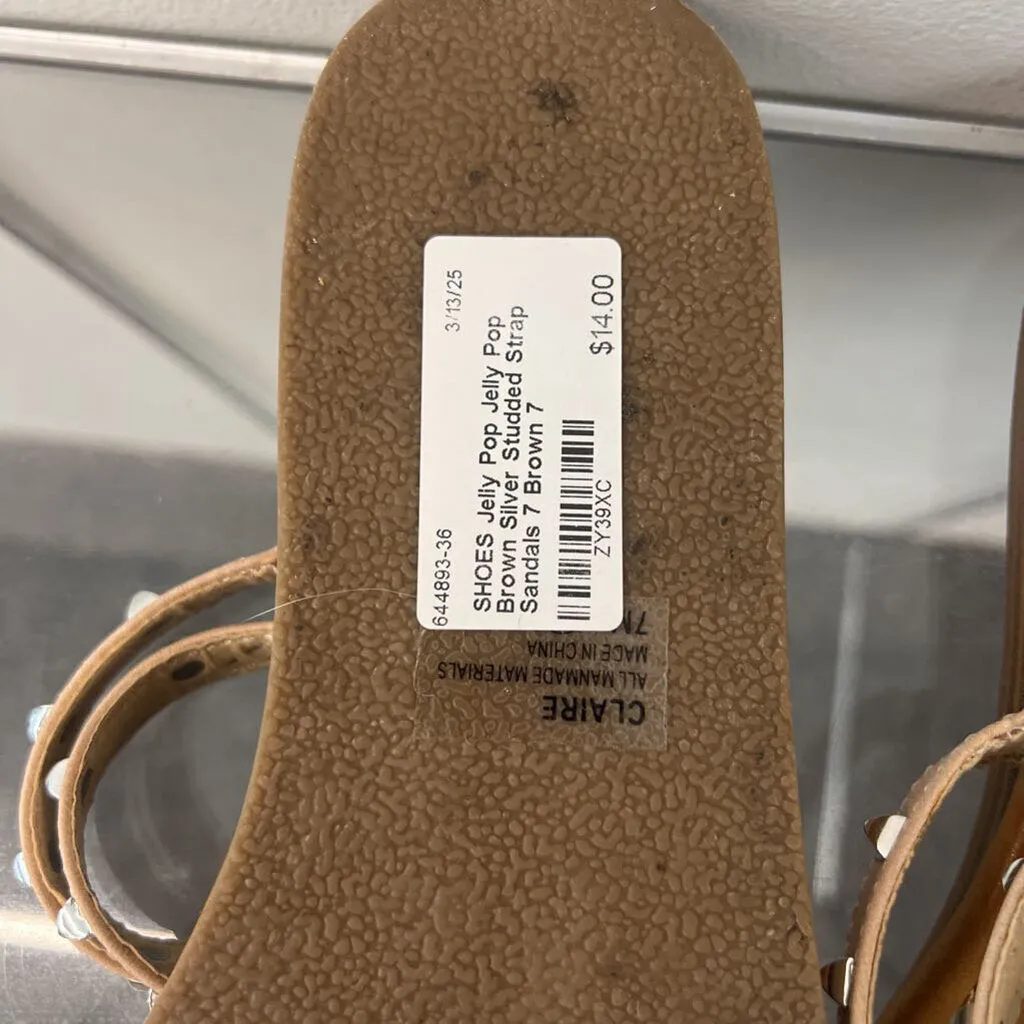 3/13/25
644893-36
SHOES Jelly Pop Jelly Pop
Brown Silver Studded Strap
Sandals 7 Brown 7
$14.00
ZY39XC
CLAIRE
ALL MANMADE MATERIALS
MADE IN CHINA